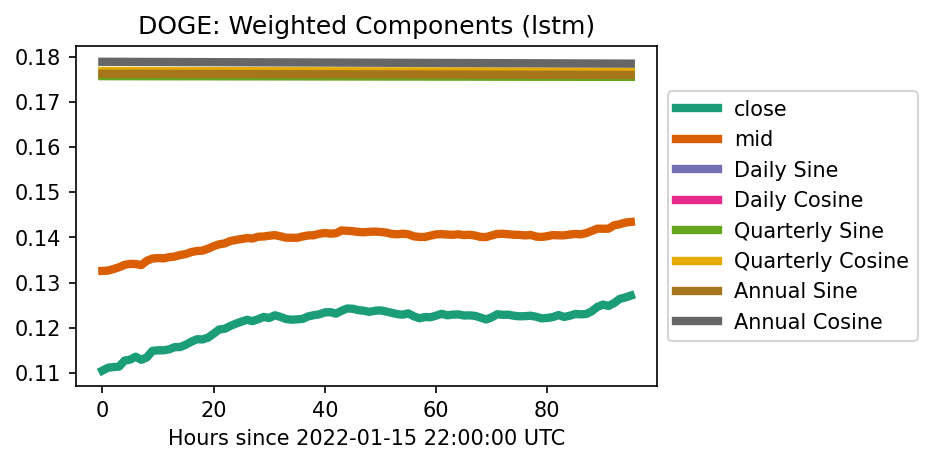 DOGE: Weighted Components (lstm)
0.18
0.17
0.16
0.15
0.14
0.13
0.12
0.11
0 20 40 60 80
Hours since 2022-01-15 22:00:00 UTC
close
mid
Daily Sine
Daily Cosine
Quarterly Sine
Quarterly Cosine
Annual Sine
Annual Cosine